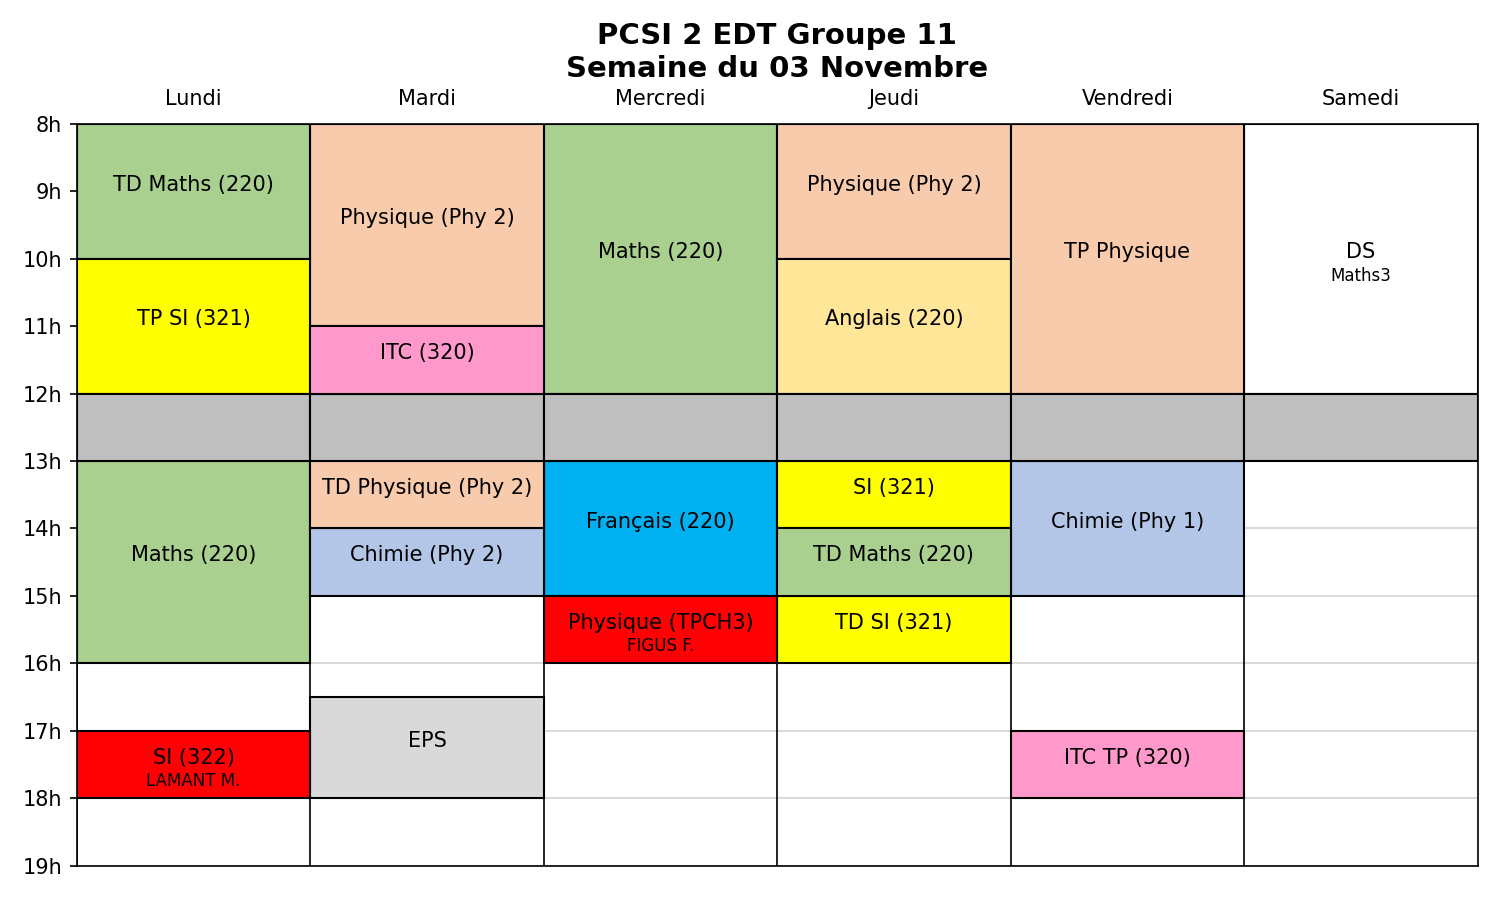 PCSI 2 EDT Groupe 11
Semaine du 03 Novembre
Lundi Mardi Mercredi Jeudi Vendredi Samedi
8h
TD Maths (220) Physique (Phy 2)
9h
Physique (Phy 2)
Maths (220) TP Physique DS
10h
Maths3
TP SI (321) Anglais (220)
11h
ITC (320)
12h
13h
TD Physique (Phy 2) SI (321)
Français (220) Chimie (Phy 1)
14h
Maths (220) Chimie (Phy 2) TD Maths (220)
15h
Physique (TPCH3) TD SI (321)
FIGUS F.
16h
17h
EPS
SI (322) ITC TP (320)
LAMANT M.
18h
19h